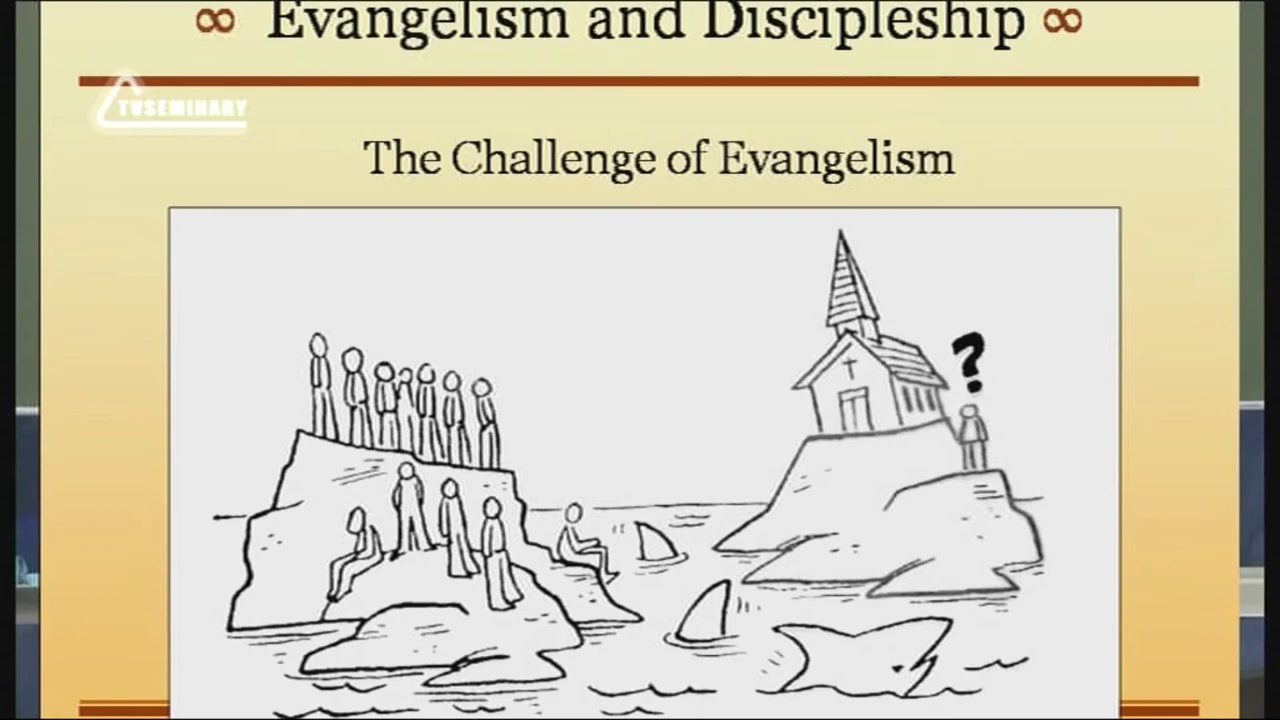 ∞ Evangelism and Discipleship ∞
TVSEMINARY
The Challenge of Evangelism
?